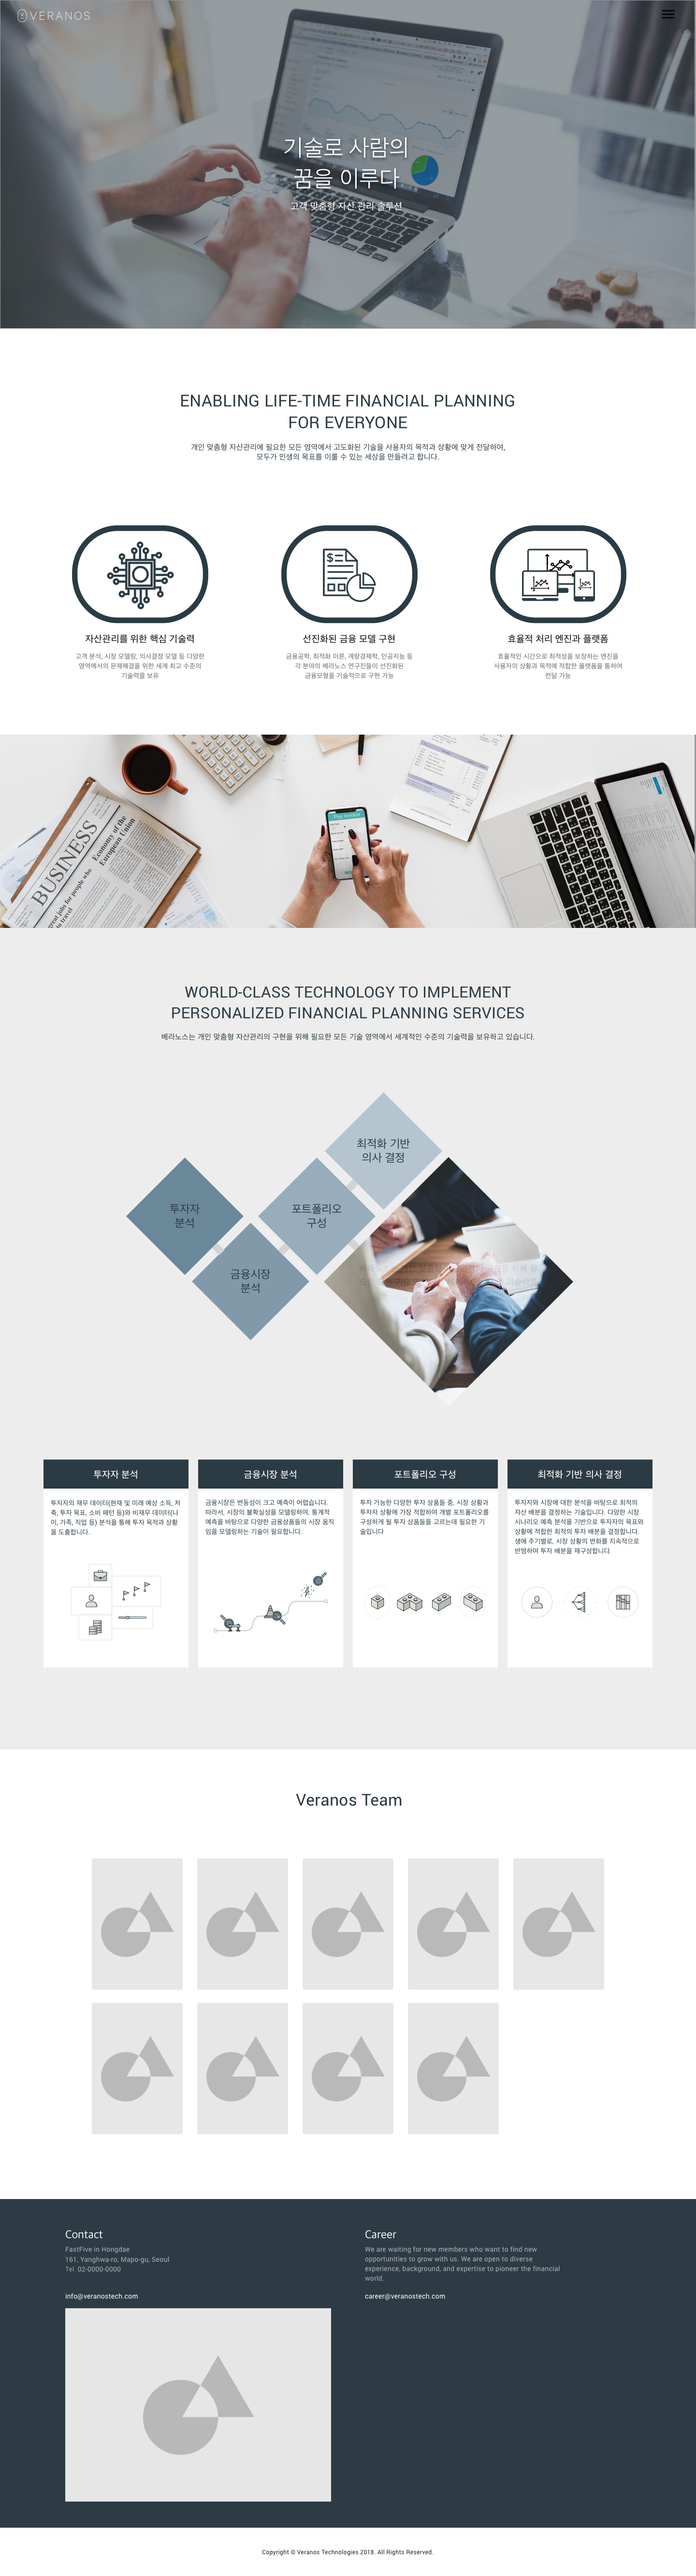 VERANOS
기술로 사람의
꿈을 이루다
고객 맞춤형 자산 관리 솔루션
ENABLING LIFE-TIME FINANCIAL PLANNING
FOR EVERYONE
개인 맞춤형 자산관리에 필요한 모든 영역에서 고도화된 기술을 사용자의 목적과 상황에 맞게 전달하여,
모두가 인생의 목표를 이룰 수 있는 세상을 만들려고 합니다.
자산관리를 위한 핵심 기술력
고객 분석, 시장 모델링, 의사결정 모델 등 다양한
영역에서의 문제해결을 위한 세계 최고 수준의
기술력을 보유
선진화된 금융 모델 구현
금융공학, 최적화 이론, 계량경제학, 인공지능 등
각 분야의 베라노스 연구진들이 선진화된
금융모형을 기술적으로 구현 가능
효율적 처리 엔진과 플랫폼
효율적인 시간으로 최적성을 보장하는 엔진을
사용자의 상황과 목적에 적합한 플랫폼을 통하여
전달 가능
BUSINESS
Economy of the
European Union
great jobs for people who
to travel
WORLD-CLASS TECHNOLOGY TO IMPLEMENT
PERSONALIZED FINANCIAL PLANNING SERVICES
베라노스는 개인 맞춤형 자산관리의 구현을 위해 필요한 모든 기술 영역에서 세계적인 수준의 기술력을 보유하고 있습니다.
최적화 기반
의사 결정
투자자
분석
포트폴리오
구성
금융시장
분석
투자자 분석
투자자의 재무 데이터(현재 및 미래 예상 소득, 저
축, 투자 목표, 소비 패턴 등)와 비재무 데이터(나
이, 가족, 직업 등) 분석을 통해 투자 목적과 상황
을 도출합니다.
금융시장 분석
금융시장은 변동성이 크고 예측이 어렵습니다.
따라서, 시장의 불확실성을 모델링하여, 통계적
예측을 바탕으로 다양한 금융상품들의 시장 움직
임을 모델링하는 기술이 필요합니다.
포트폴리오 구성
투자 가능한 다양한 투자 상품들 중, 시장 상황과
투자자 상황에 가장 적합하여 개별 포트폴리오를
구성하게 될 투자 상품들을 고르는데 필요한 기
술입니다
최적화 기반 의사 결정
투자자와 시장에 대한 분석을 바탕으로 최적의
자산 배분을 결정하는 기술입니다. 다양한 시장
시나리오 예측 분석을 기반으로 투자자의 목표와
상황에 적합한 최적의 투자 배분을 결정합니다.
생애 주기별로, 시장 상황의 변화를 지속적으로
반영하여 투자 배분을 재구성합니다.
Veranos Team
Contact
FastFive in Hongdae
161, Yanghwa-ro, Mapo-gu, Seoul
Tel. 02-0000-0000
info@veranostech.com
Career
We are waiting for new members who want to find new
opportunities to grow with us. We are open to diverse
experience, background, and expertise to pioneer the financial
world.
career@veranostech.com
Copyright © Veranos Technologies 2018. All Rights Reserved.